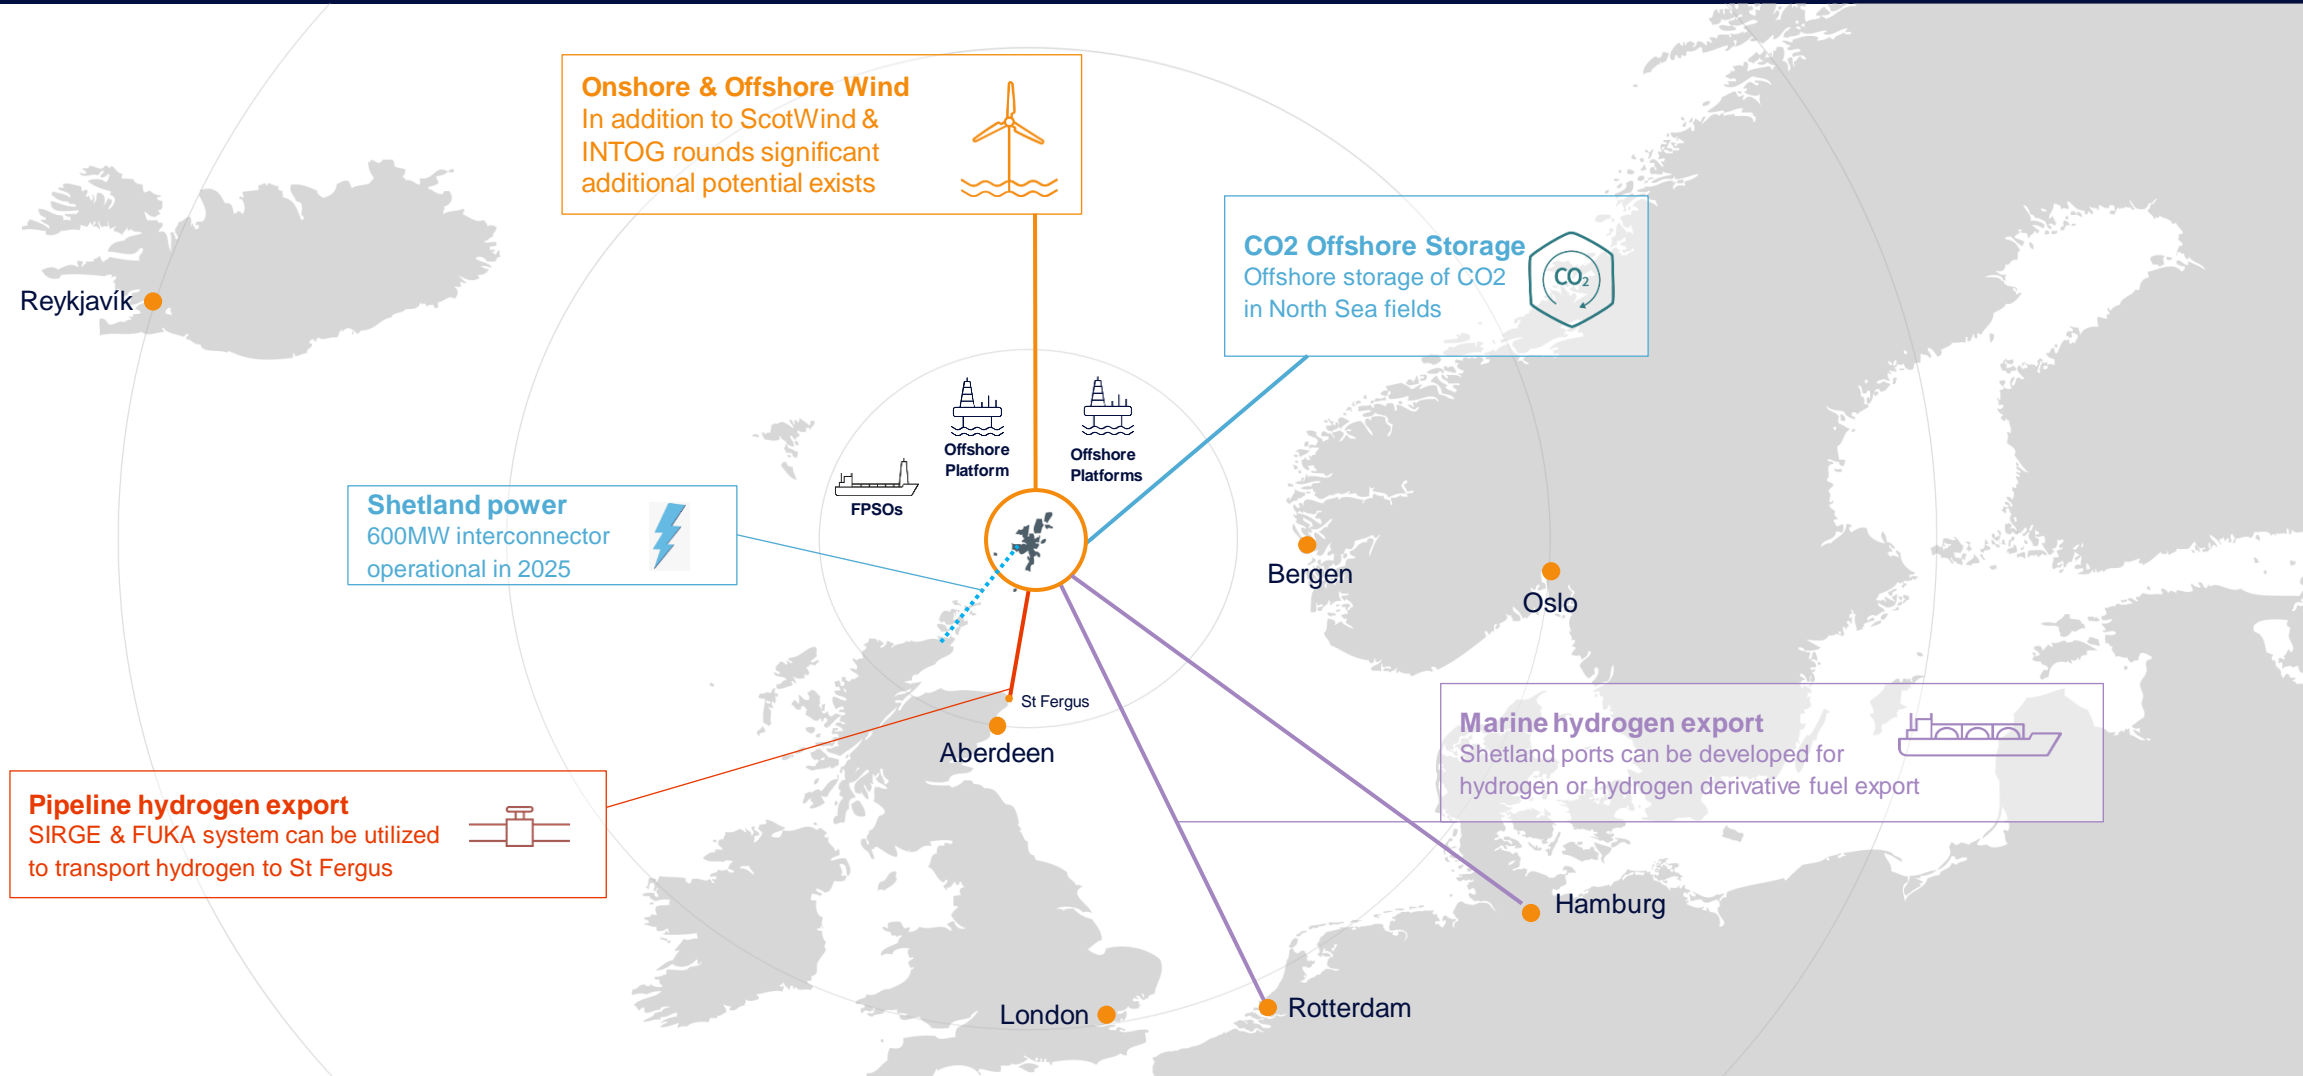 Onshore & Offshore Wind
In addition to ScotWind &
INTOG rounds significant
additional potential exists
CO2 Offshore Storage
Offshore storage of CO2
in North Sea fields
CO₂
Reykjavík
Offshore
Platform
Offshore
Platforms
FPSOs
Shetland power
600MW interconnector
operational in 2025
Bergen
Oslo
St Fergus
Aberdeen
Marine hydrogen export
Shetland ports can be developed for
hydrogen or hydrogen derivative fuel export
Pipeline hydrogen export
SIRGE & FUKA system can be utilized
to transport hydrogen to St Fergus
Hamburg
London
Rotterdam